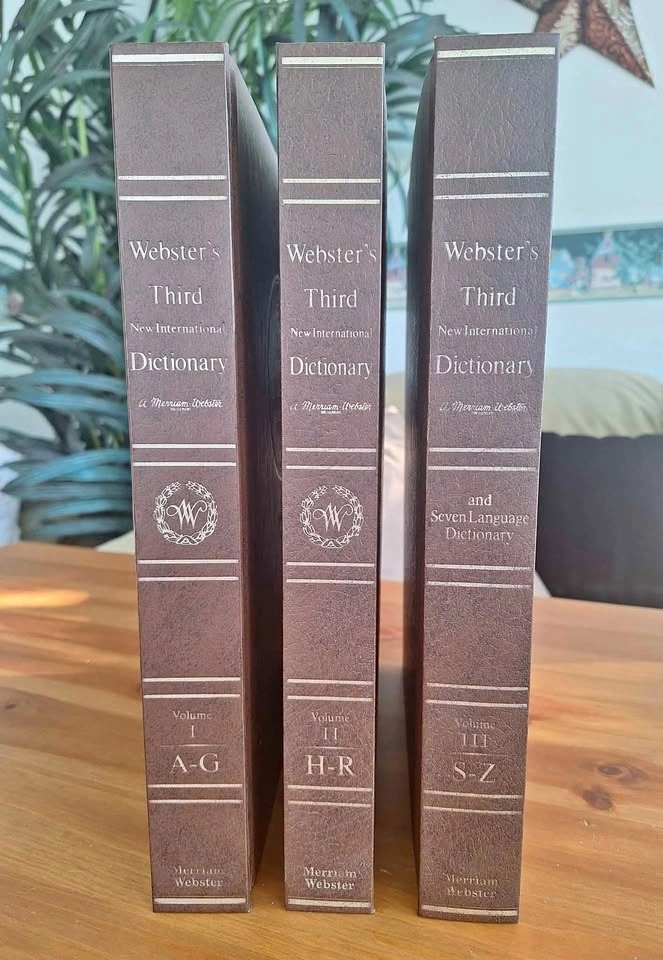 Webster's
Third
New International
Dictionary
a Merriam-Webster
Volume
I
A-G
Merriam
Webster
Webster's
Third
New International
Dictionary
a Merriam-Webster
Volume
II
H-R
Merriam
Webster
Webster's
Third
New International
Dictionary
a Merriam-Webster
and
Seven Language
Dictionary
Volume
III
S-Z
Merriam
Webster